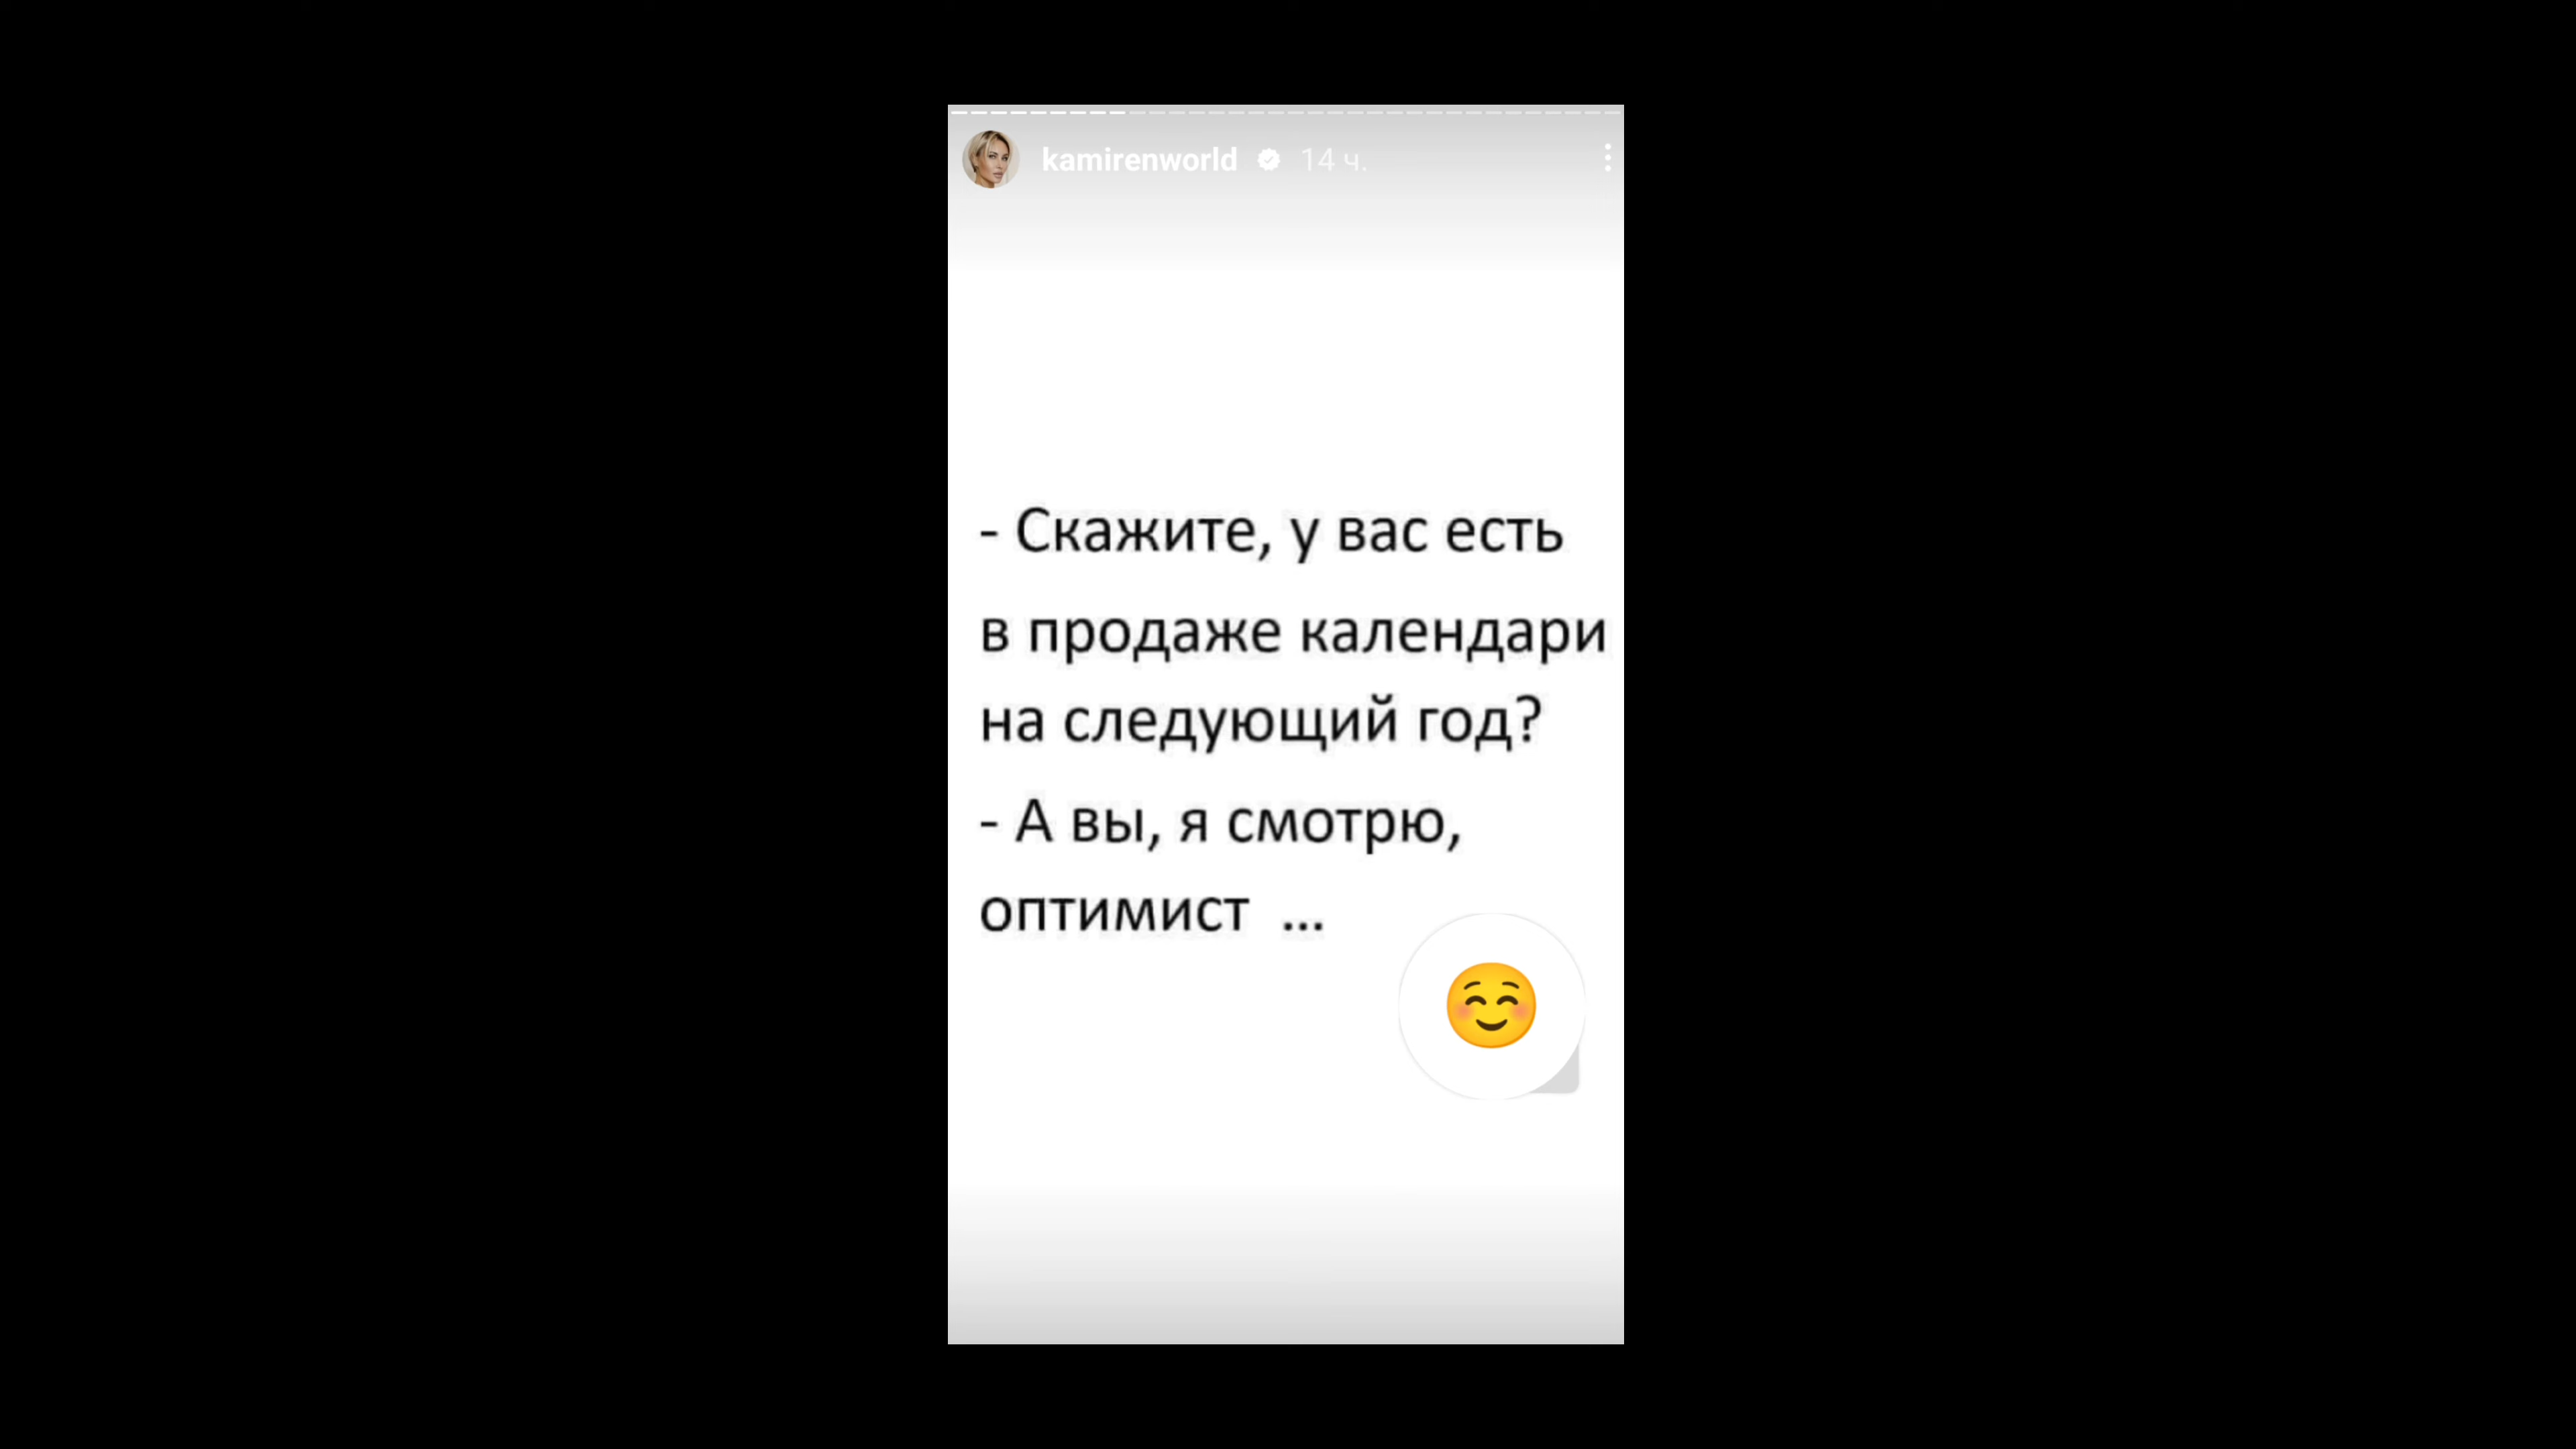 kamirenworld 14 ч.
- Скажите, у вас есть
в продаже календари
на следующий год?
- А вы, я смотрю,
оптимист ...